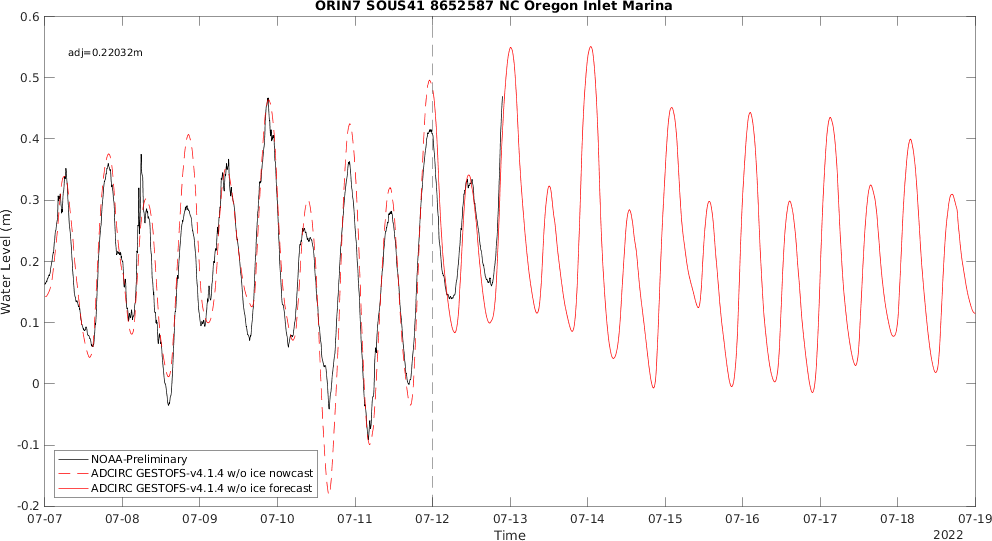 ORIN7 SOUS41 8652587 NC Oregon Inlet Marina
adj=0.22032m
0.6
0.5
0.4
0.3
0.2
0.1
0
-0.1
-0.2
Water Level (m)
NOAA-Preliminary
ADCIRC GESTOFS-v4.1.4 w/o ice nowcast
ADCIRC GESTOFS-v4.1.4 w/o ice forecast
07-07 07-08 07-09 07-10 07-11 07-12 07-13 07-14 07-15 07-16 07-17 07-18 07-19
Time
2022